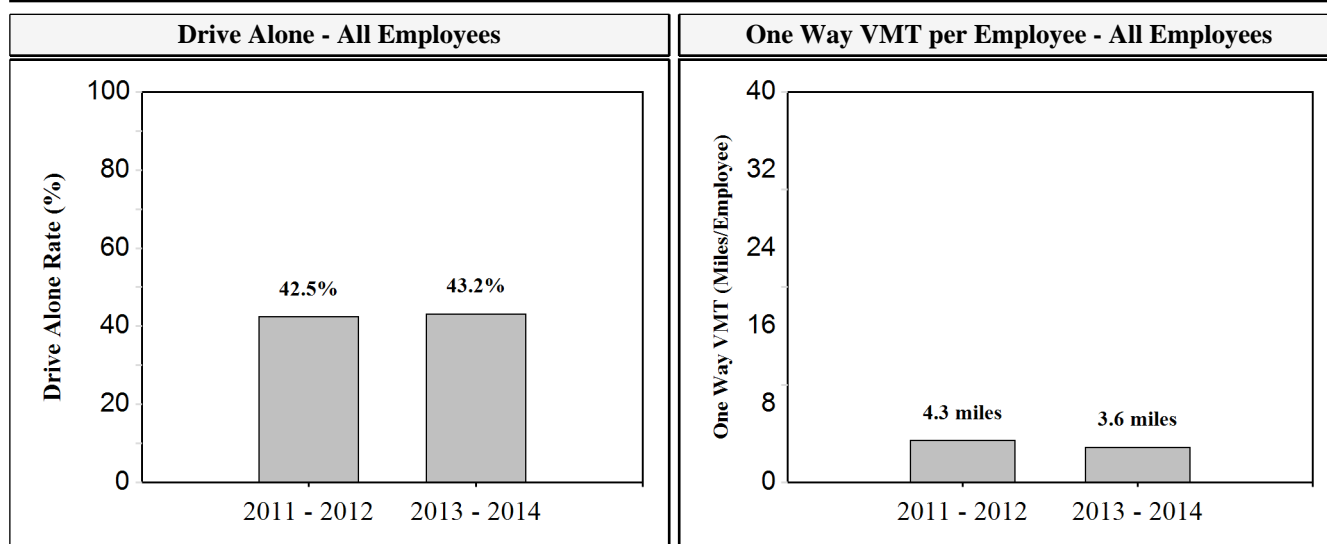 Drive Alone - All Employees
One Way VMT per Employee - All Employees
Drive Alone Rate (%)
100
80
60
40
20
0
42.5%
43.2%
2011 - 2012
2013 - 2014
One Way VMT (Miles/Employee)
40
32
24
16
8
0
4.3 miles
3.6 miles
2011 - 2012
2013 - 2014